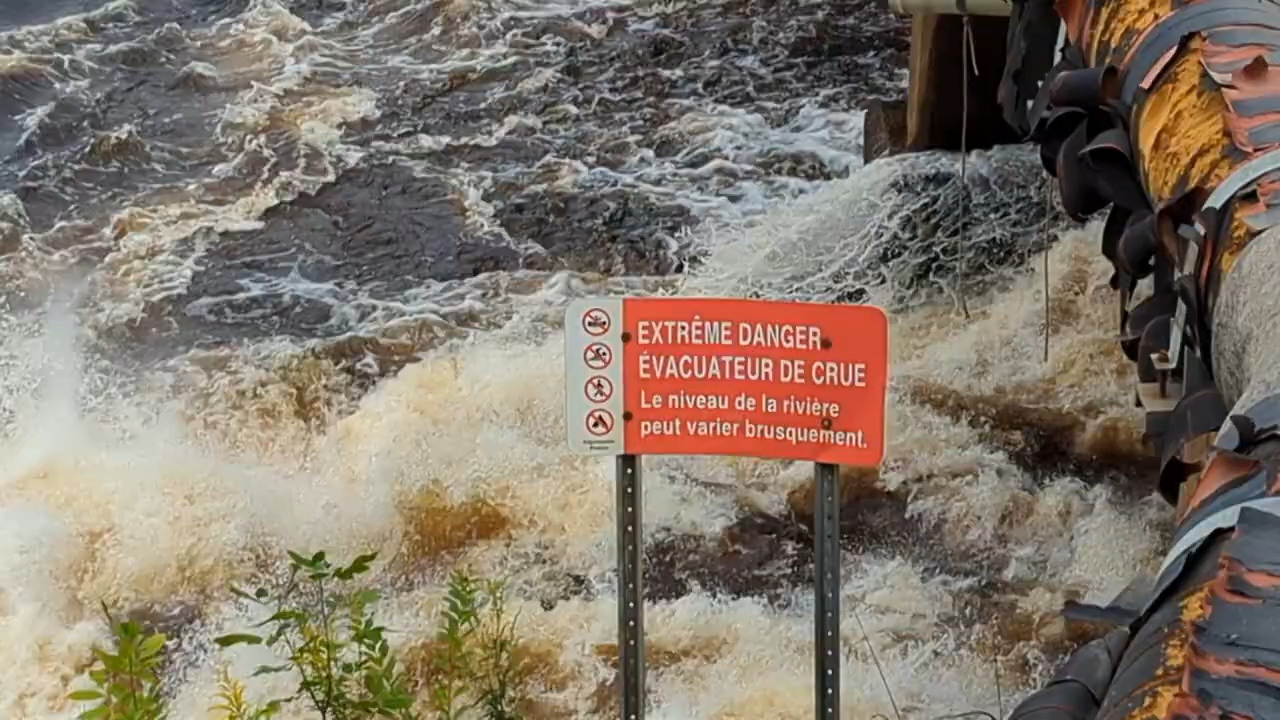 EXTRÊME DANGER
ÉVACUATEUR DE CRUE
Le niveau de la rivière
peut varier brusquement.